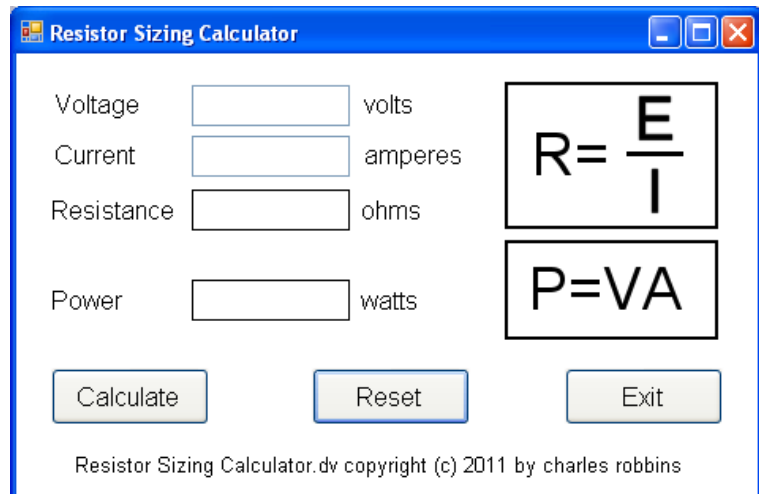 Resistor Sizing Calculator
Voltage volts
Current amperes
Resistance ohms
Power watts
R= E
I
P=VA
Calculate Reset Exit
Resistor Sizing Calculator.dv copyright (c) 2011 by charles robbins